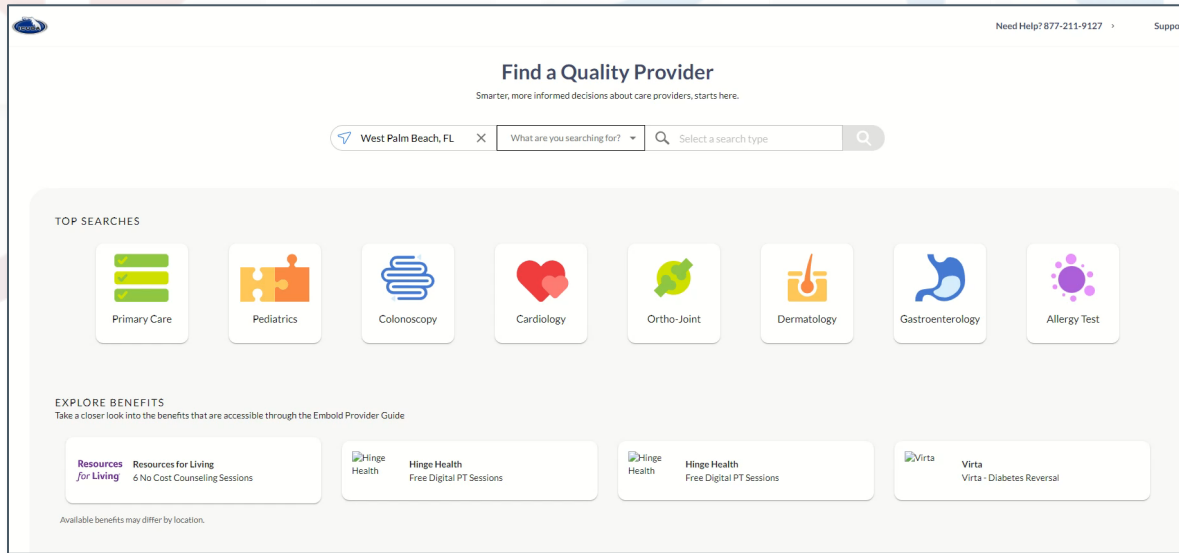 Need Help? 877-211-9127 >
Suppo
Find a Quality Provider
Smarter, more informed decisions about care providers, starts here.
West Palm Beach, FL
What are you searching for?
Select a search type
TOP SEARCHES
Primary Care
Pediatrics
Colonoscopy
Cardiology
Ortho-Joint
Dermatology
Gastroenterology
Allergy Test
EXPLORE BENEFITS
Take a closer look into the benefits that are accessible through the Embold Provider Guide
Resources
for Living
Resources for Living
6 No Cost Counseling Sessions
Hinge
Health
Hinge Health
Free Digital PT Sessions
Hinge
Health
Hinge Health
Free Digital PT Sessions
Virta
Virta
Virta - Diabetes Reversal
Available benefits may differ by location.